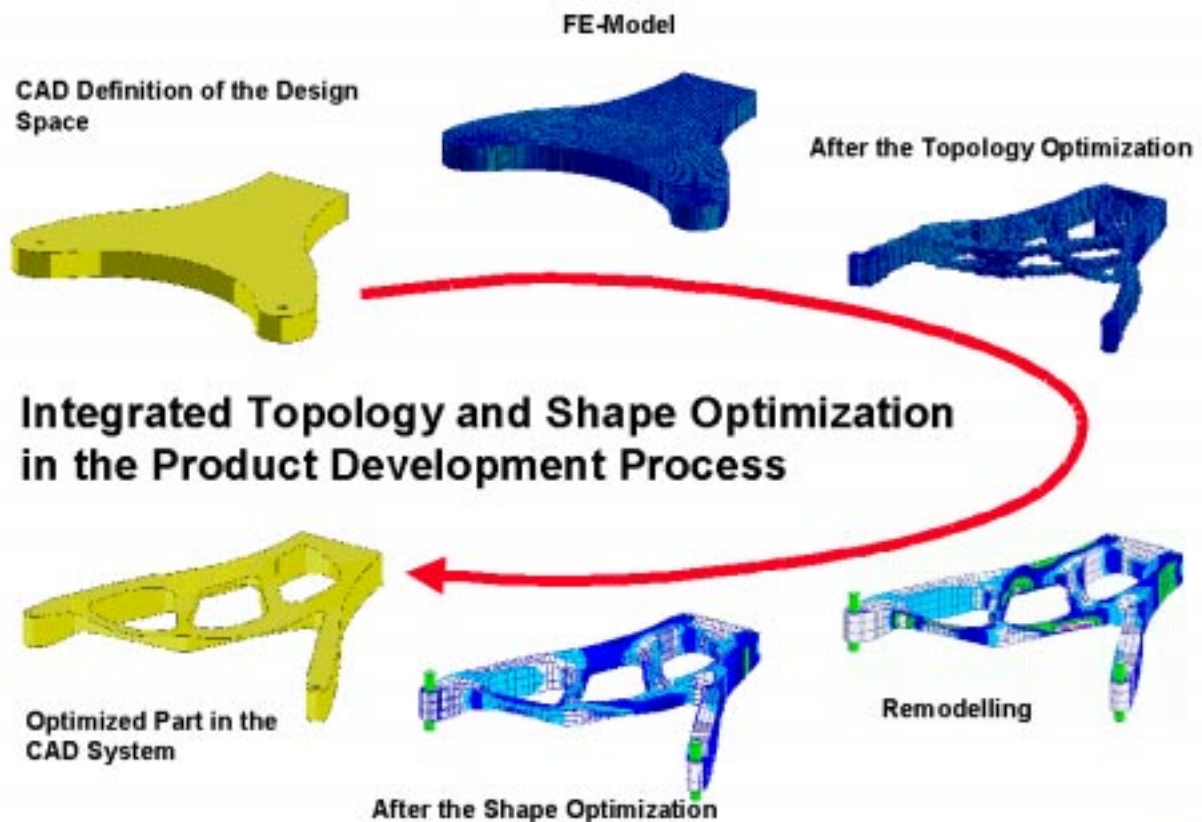 FE-Model
CAD Definition of the Design
Space
After the Topology Optimization
Integrated Topology and Shape Optimization
in the Product Development Process
Remodelling
Optimized Part in the
CAD System
After the Shape Optimization